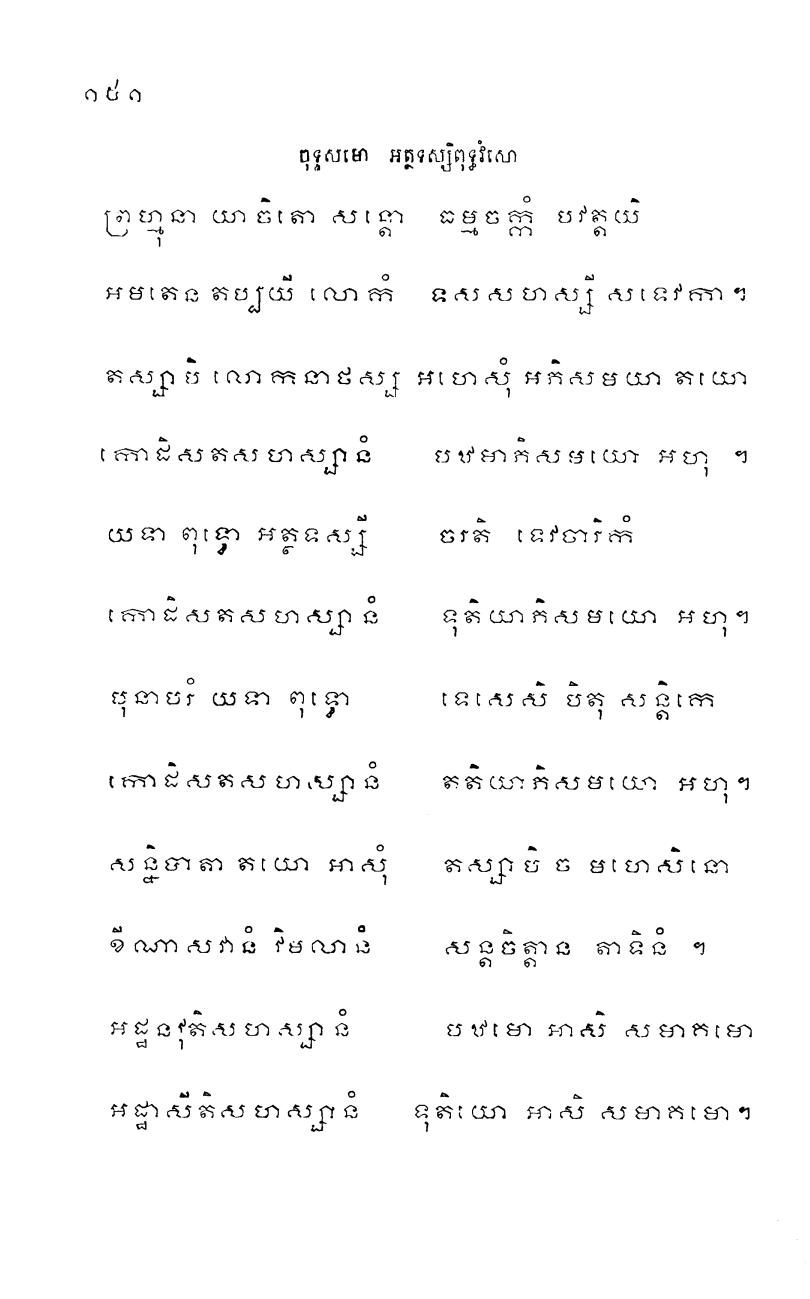 ១៥១
ចុទ្ទសមោ អត្ថទស្សិពុទ្ធវំសោ
ព្រហ្មុនា យាចិតោ សន្តោ ធម្មចក្កំ បវត្តយិ
អមតេន តប្បយី លោកំ ទសសហស្សី សទេវកា។
តស្សាបិ លោកនាថស្ស អហេសុំ អភិសមយា តយោ
កោដិសតសហស្សានំ បឋមាភិសមយោ អហុ ។
យទា ពុទ្ធោ អត្ថទស្សី ចរតិ ទេវចារិកំ
កោដិសតសហស្សានំ ទុតិយាភិសមយោ អហុ។
បុនាបរំ យទា ពុទ្ធោ ទេសេសិ បិតុ សន្តិកេ
កោដិសតសហស្សានំ តតិយាភិសមយោ អហុ។
សន្និបាតា តយោ អាសុំ តស្សាបិ ច មហេសិនោ
ខីណាសវានំ វិមលានំ សន្តចិត្តាន តាទិនំ ។
អដ្ឋនវុតិសហស្សានំ បឋមោ អាសិ សមាគមោ
អដ្ឋាសីតិសហស្សានំ ទុតិយោ អាសិ សមាគមោ។